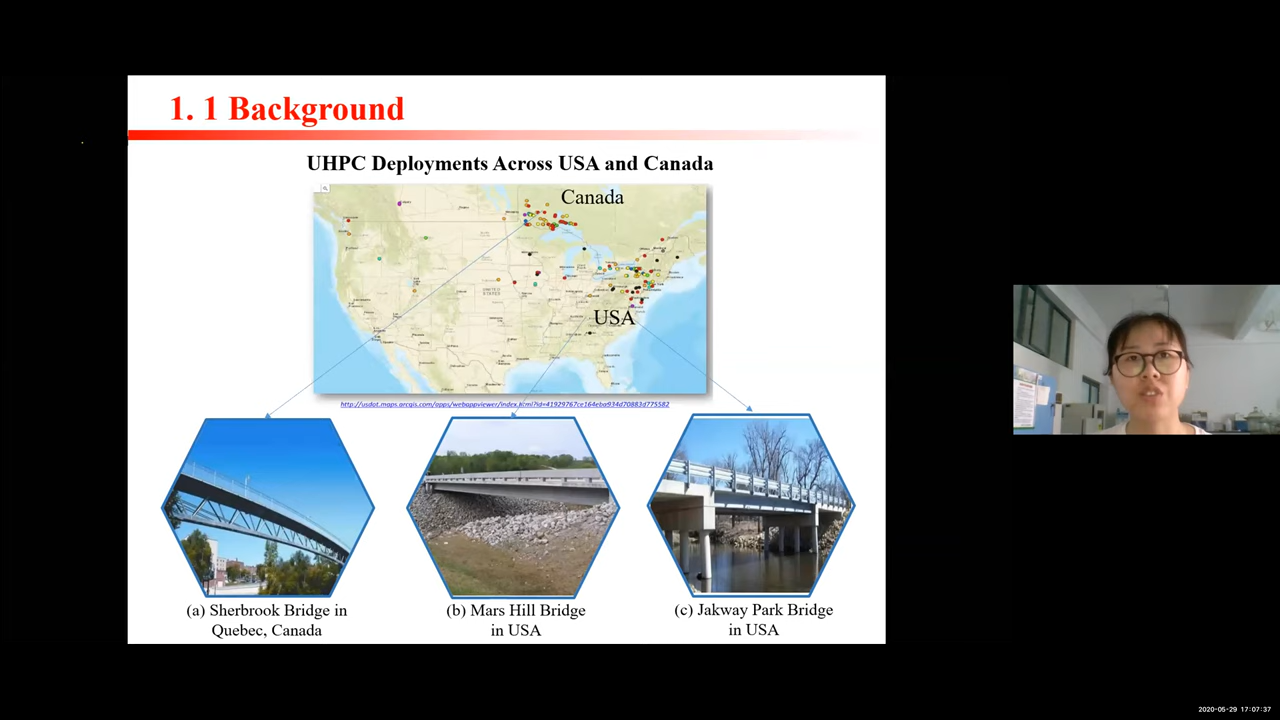 1. 1 Background
UHPC Deployments Across USA and Canada
Canada
UNITED
STATES
USA
http://usdot.maps.arcgis.com/apps/webappviewer/index.html?id=41929767ce164eba934d70883d775582
(a) Sherbrook Bridge in
Quebec, Canada
(b) Mars Hill Bridge
in USA
(c) Jakway Park Bridge
in USA
2020-05-29 17:07:37